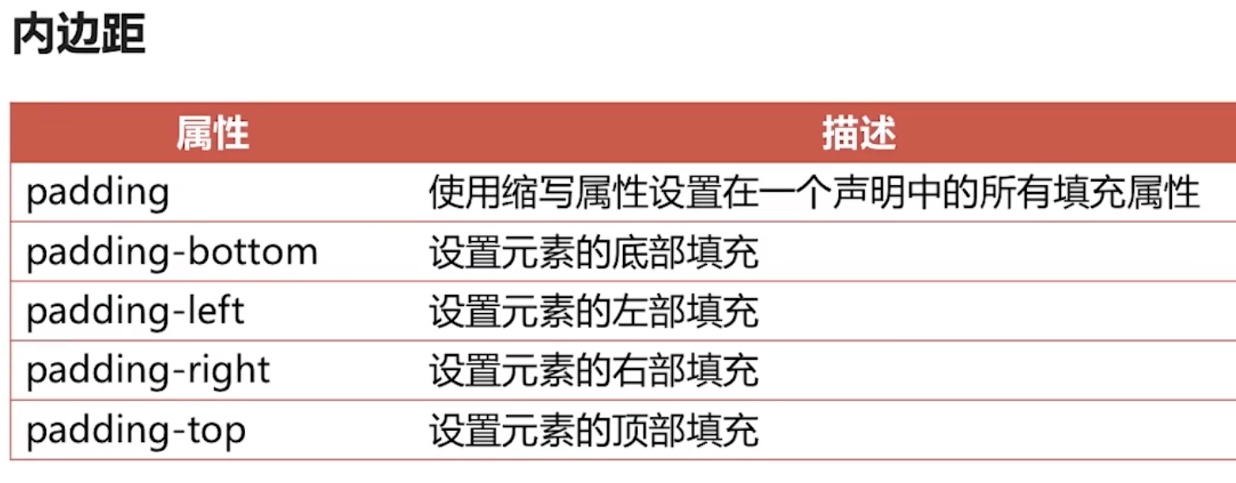 内边距
属性 描述
padding 使用缩写属性设置在一个声明中的所有填充属性
padding-bottom 设置元素的底部填充
padding-left 设置元素的左部填充
padding-right 设置元素的右部填充
padding-top 设置元素的顶部填充